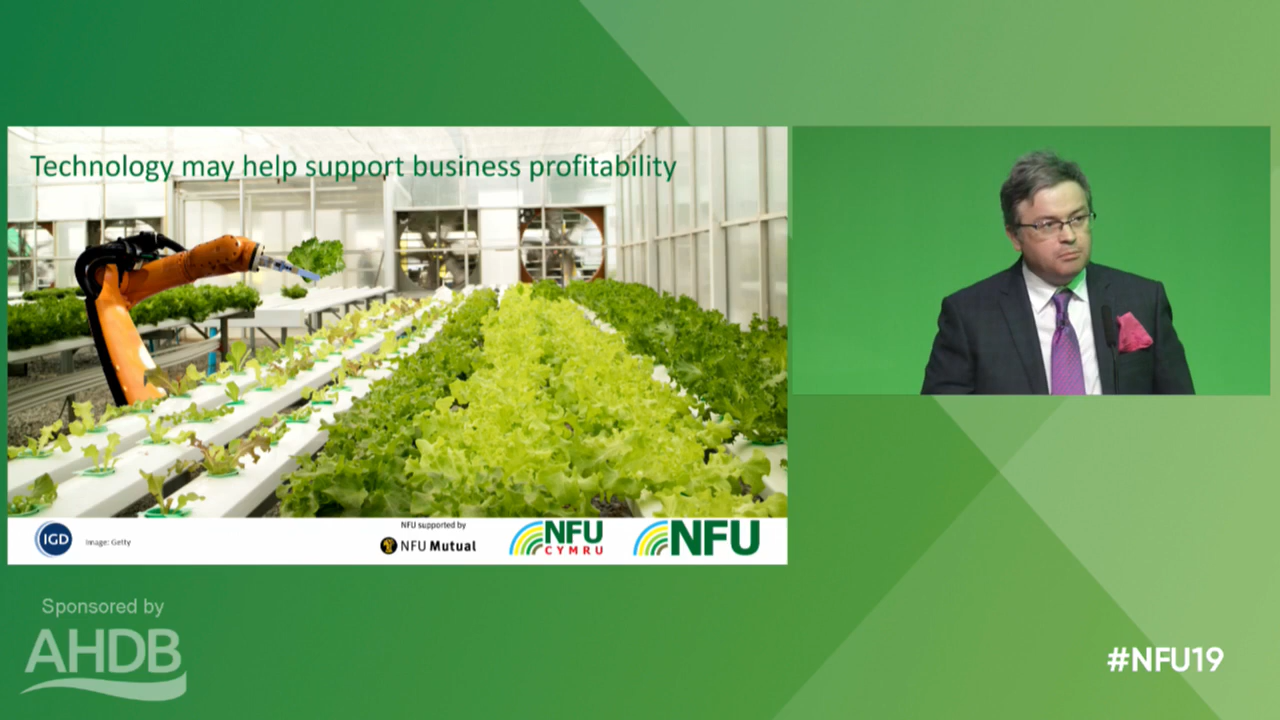 Technology may help support business profitability
IGD
Image: Getty
NFU supported by
NFU Mutual
NFU
CYMRU
NFU
Sponsored by
AHDB
#NFU19